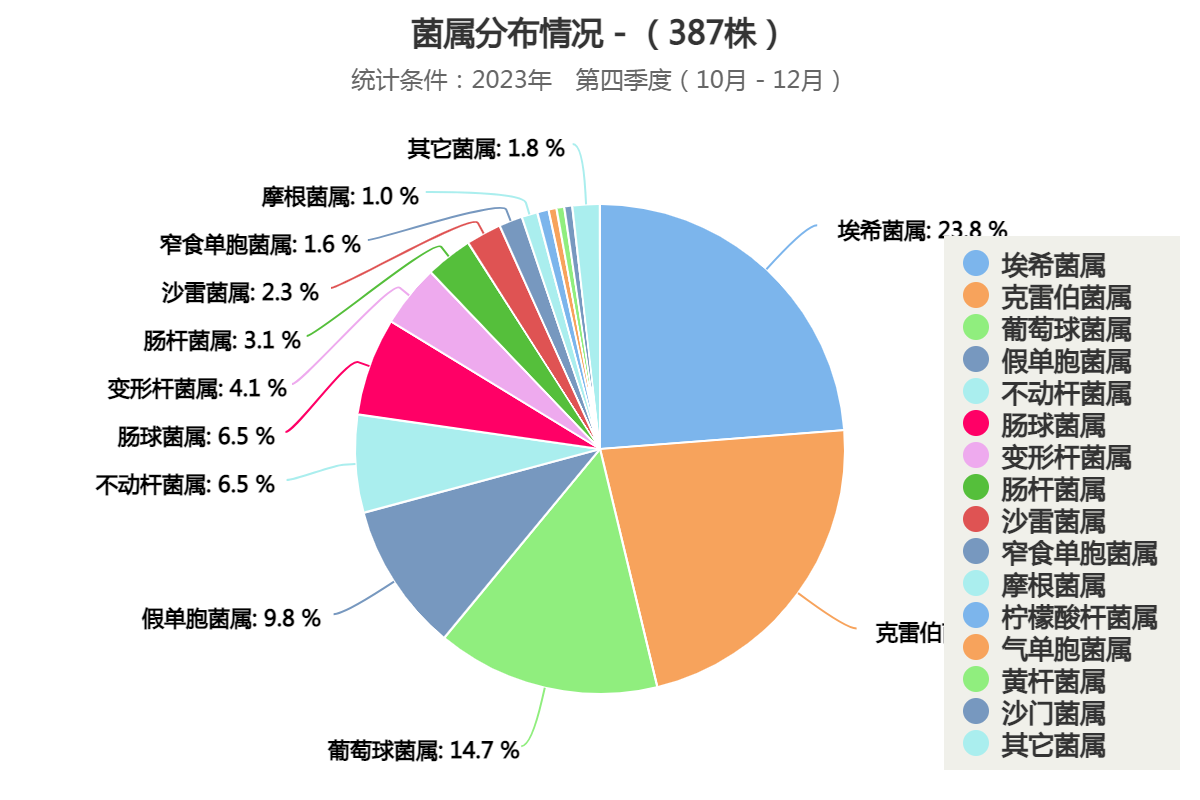 菌属分布情况 - （387株）
统计条件：2023年　第四季度（10月 - 12月）
其它菌属: 1.8 %
摩根菌属: 1.0 %
窄食单胞菌属: 1.6 %
沙雷菌属: 2.3 %
肠杆菌属: 3.1 %
变形杆菌属: 4.1 %
肠球菌属: 6.5 %
不动杆菌属: 6.5 %
假单胞菌属: 9.8 %
葡萄球菌属: 14.7 %
埃希菌属: 23.8 %
克雷伯
埃希菌属
克雷伯菌属
葡萄球菌属
假单胞菌属
不动杆菌属
肠球菌属
变形杆菌属
肠杆菌属
沙雷菌属
窄食单胞菌属
摩根菌属
柠檬酸杆菌属
气单胞菌属
黄杆菌属
沙门菌属
其它菌属